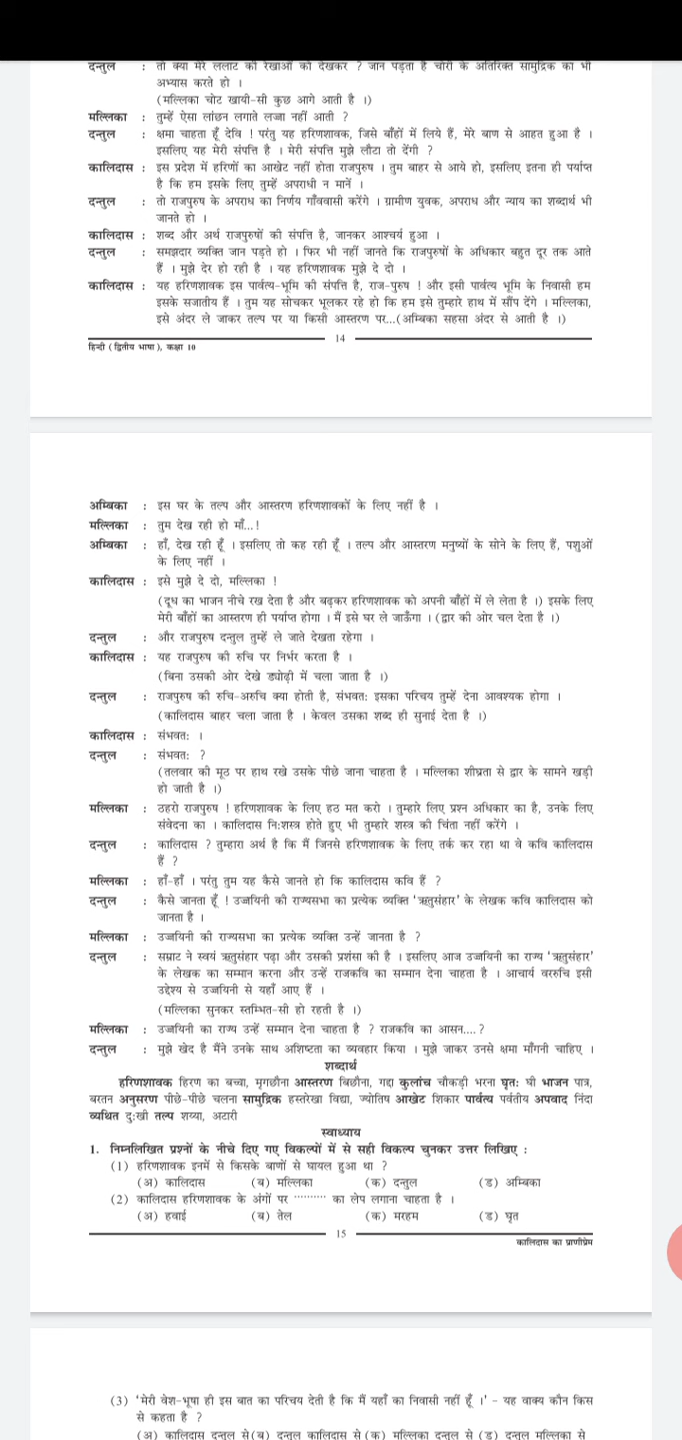 दन्तुल : तो क्या मेरे ललाट की रेखाओं को देखकर ? जान पड़ता है चोरी के अतिरिक्त सामुद्रिक का भी
अभ्यास करते हो ।
(मल्लिका चोट खायी-सी कुछ आगे आती है ।)
मल्लिका : तुम्हें ऐसा लांछन लगाते लज्जा नहीं आती ?
दन्तुल : क्षमा चाहता हूँ देवि ! परंतु यह हरिणशावक, जिसे बाँहों में लिये हैं, मेरे बाण से आहत हुआ है ।
इसलिए यह मेरी संपत्ति है । मेरी संपत्ति मुझे लौटा तो देंगी ?
कालिदास : इस प्रदेश में हरिणों का आखेट नहीं होता राजपुरुष । तुम बाहर से आये हो, इसलिए इतना ही पर्याप्त
है कि हम इसके लिए तुम्हें अपराधी न मानें ।
दन्तुल : तो राजपुरुष के अपराध का निर्णय गाँववासी करेंगे । ग्रामीण युवक, अपराध और न्याय का शब्दार्थ भी
जानते हो ।
कालिदास : शब्द और अर्थ राजपुरुषों की संपत्ति है, जानकर आश्चर्य हुआ ।
दन्तुल : समझदार व्यक्ति जान पड़ते हो । फिर भी नहीं जानते कि राजपुरुषों के अधिकार बहुत दूर तक आते
हैं । मुझे देर हो रही है । यह हरिणशावक मुझे दे दो ।
कालिदास : यह हरिणशावक इस पार्वत्य-भूमि की संपत्ति है, राज-पुरुष ! और इसी पार्वत्य भूमि के निवासी हम
इसके सजातीय हैं । तुम यह सोचकर भूलकर रहे हो कि हम इसे तुम्हारे हाथ में सौंप देंगे । मल्लिका,
इसे अंदर ले जाकर तल्प पर या किसी आस्तरण पर...(अम्बिका सहसा अंदर से आती है ।)
14
हिन्दी (द्वितीय भाषा), कक्षा 10
अम्बिका : इस घर के तल्प और आस्तरण हरिणशावकों के लिए नहीं है ।
मल्लिका : तुम देख रही हो माँ...!
अम्बिका : हाँ, देख रही हूँ । इसलिए तो कह रही हूँ । तल्प और आस्तरण मनुष्यों के सोने के लिए हैं, पशुओं
के लिए नहीं ।
कालिदास : इसे मुझे दे दो, मल्लिका !
(दूध का भाजन नीचे रख देता है और बढ़कर हरिणशावक को अपनी बाँहों में ले लेता है ।) इसके लिए
मेरी बाँहों का आस्तरण ही पर्याप्त होगा । मैं इसे घर ले जाऊँगा । (द्वार की ओर चल देता है ।)
दन्तुल : और राजपुरुष दन्तुल तुम्हें ले जाते देखता रहेगा ।
कालिदास : यह राजपुरुष की रुचि पर निर्भर करता है ।
(बिना उसकी ओर देखे ड्योढ़ी में चला जाता है ।)
दन्तुल : राजपुरुष की रुचि-अरुचि क्या होती है, संभवत: इसका परिचय तुम्हें देना आवश्यक होगा ।
(कालिदास बाहर चला जाता है । केवल उसका शब्द ही सुनाई देता है ।)
कालिदास : संभवत: ।
दन्तुल : संभवत: ?
(तलवार की मूठ पर हाथ रखे उसके पीछे जाना चाहता है । मल्लिका शीघ्रता से द्वार के सामने खड़ी
हो जाती है ।)
मल्लिका : ठहरो राजपुरुष ! हरिणशावक के लिए हठ मत करो । तुम्हारे लिए प्रश्न अधिकार का है, उनके लिए
संवेदना का । कालिदास नि:शस्त्र होते हुए भी तुम्हारे शस्त्र की चिंता नहीं करेंगे ।
दन्तुल : कालिदास ? तुम्हारा अर्थ है कि मैं जिनसे हरिणशावक के लिए तर्क कर रहा था वे कवि कालिदास
हैं ?
मल्लिका : हाँ-हाँ । परंतु तुम यह कैसे जानते हो कि कालिदास कवि हैं ?
दन्तुल : कैसे जानता हूँ ! उज्जयिनी की राज्यसभा का प्रत्येक व्यक्ति 'ऋतुसंहार' के लेखक कवि कालिदास को
जानता है ।
मल्लिका : उज्जयिनी की राज्यसभा का प्रत्येक व्यक्ति उन्हें जानता है ?
दन्तुल : सम्राट ने स्वयं ऋतुसंहार पढ़ा और उसकी प्रशंसा की है । इसलिए आज उज्जयिनी का राज्य 'ऋतुसंहार'
के लेखक का सम्मान करना और उन्हें राजकवि का सम्मान देना चाहता है । आचार्य वररुचि इसी
उद्देश्य से उज्जयिनी से यहाँ आए हैं ।
(मल्लिका सुनकर स्तम्भित-सी हो रहती है ।)
मल्लिका : उज्जयिनी का राज्य उन्हें सम्मान देना चाहता है ? राजकवि का आसन....?
दन्तुल : मुझे खेद है मैंने उनके साथ अशिष्टता का व्यवहार किया । मुझे जाकर उनसे क्षमा माँगनी चाहिए ।
शब्दार्थ
हरिणशावक हिरण का बच्चा, मृगछौना आस्तरण बिछौना, गद्दा कुलांच चौकड़ी भरना घृत: घी भाजन पात्र,
बरतन अनुसरण पीछे-पीछे चलना सामुद्रिक हस्तरेखा विद्या, ज्योतिष आखेट शिकार पार्वत्य पर्वतीय अपवाद निंदा
व्यथित दु:खी तल्प शय्या, अटारी
स्वाध्याय
1. निम्नलिखित प्रश्नों के नीचे दिए गए विकल्पों में से सही विकल्प चुनकर उत्तर लिखिए :
(1) हरिणशावक इनमें से किसके बाणों से घायल हुआ था ?
(अ) कालिदास (ब) मल्लिका (क) दन्तुल (ड) अम्बिका
(2) कालिदास हरिणशावक के अंगों पर .......... का लेप लगाना चाहता है ।
(अ) हवाई (ब) तेल (क) मरहम (ड) घृत
15
कालिदास का प्राणीप्रेम
(3) 'मेरी वेश-भूषा ही इस बात का परिचय देती है कि मैं यहाँ का निवासी नहीं हूँ ।' - यह वाक्य कौन किस
से कहता है ?
(अ) कालिदास दन्तुल से (ब) दन्तुल कालिदास से (क) मल्लिका दन्तुल से (ड) दन्तुल मल्लिका से